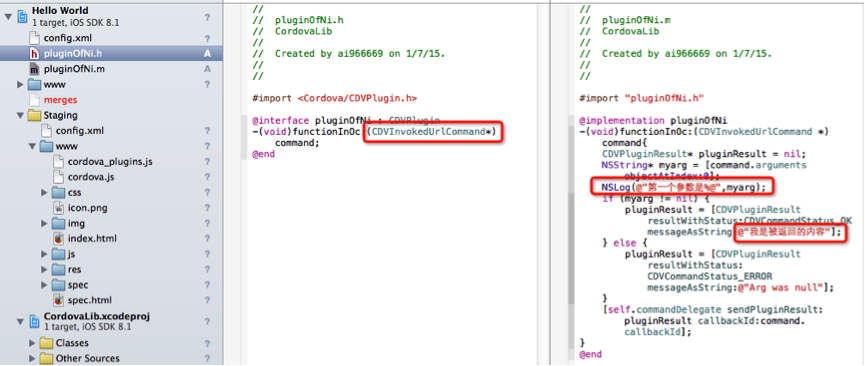 Hello World
1 target, iOS SDK 8.1
?
config.xml
?
h pluginOfNi.h
A
m pluginOfNi.m
A
www
?
merges
Staging
?
config.xml
?
www
?
cordova_plugins.js
?
cordova.js
?
css
?
icon.png
?
img
?
index.html
?
js
?
res
?
spec
?
spec.html
?
CordovaLib.xcodeproj
1 target, iOS SDK 8.1
?
Classes
?
Other Sources
?
//
//  pluginOfNi.h
//  CordovaLib
//
//  Created by ai966669 on 1/7/15.
//
//
#import <Cordova/CDVPlugin.h>
@interface pluginOfNi : CDVPlugin
-(void)functionInOc:(CDVInvokedUrlCommand*)
command;
@end
//
//  pluginOfNi.m
//  CordovaLib
//
//  Created by ai966669 on 1/7/15.
//
//
#import "pluginOfNi.h"
@implementation pluginOfNi
-(void)functionInOc:(CDVInvokedUrlCommand *)
command{
CDVPluginResult* pluginResult = nil;
NSString* myarg = [command.arguments
objectAtIndex:0];
NSLog(@"第一个参数是%@",myarg);
if (myarg != nil) {
pluginResult = [CDVPluginResult
resultWithStatus:CDVCommandStatus_OK
messageAsString:@"我是被返回的内容"];
} else {
pluginResult = [CDVPluginResult
resultWithStatus:
CDVCommandStatus_ERROR
messageAsString:@"Arg was null"];
}
[self.commandDelegate sendPluginResult:
pluginResult callbackId:command.
callbackId];
}
@end